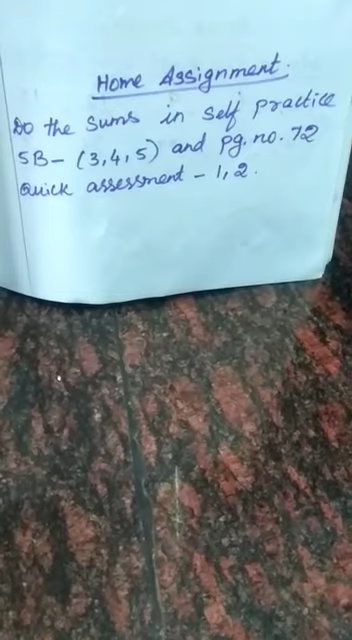 Home Assignment.
Do the sums in self practice
5B- (3,4,5) and pg. no. 72
Quick assessment - 1, 2.